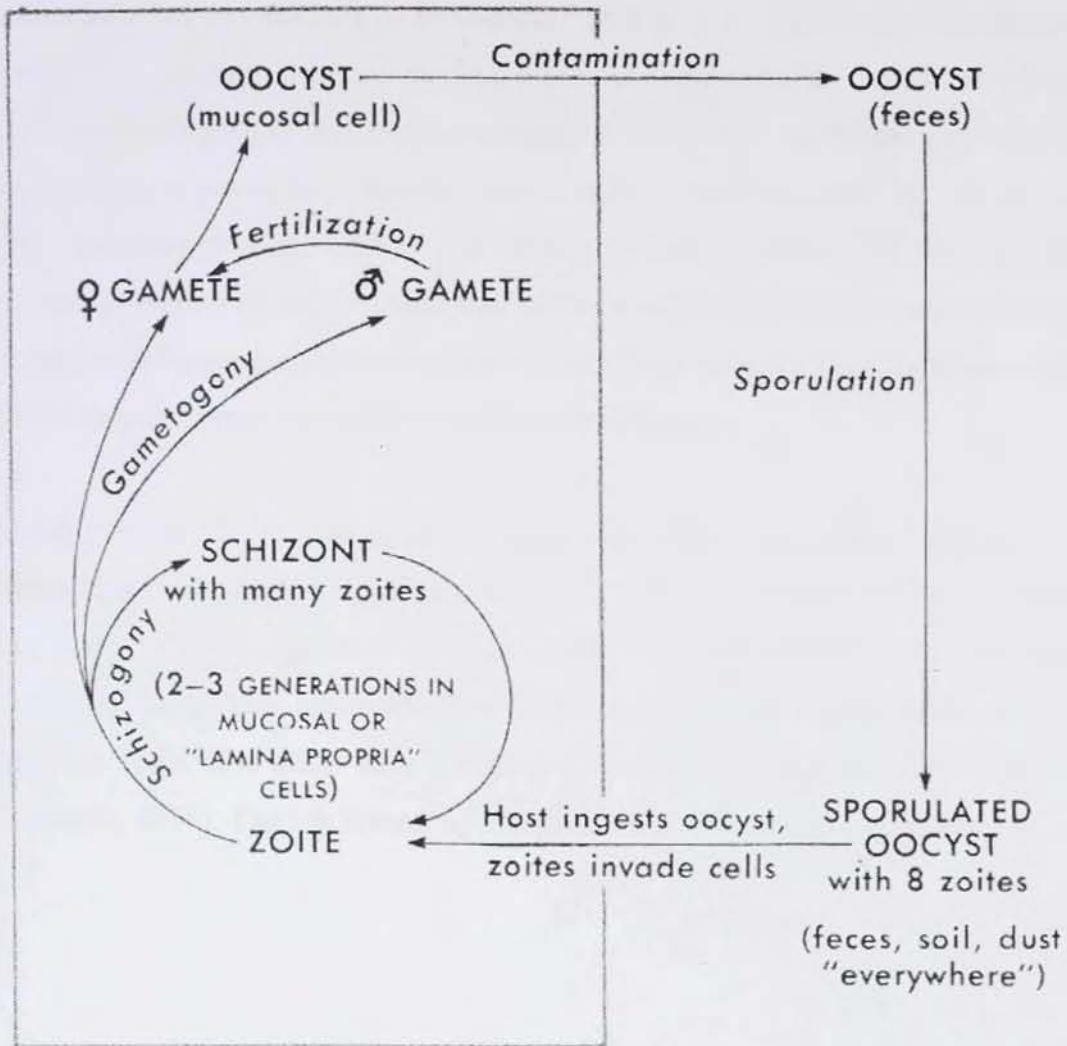 Contamination
OOCYST
(mucosal cell)
OOCYST
(feces)
Fertilization
♀ GAMETE
♂ GAMETE
Gametogony
Sporulation
SCHIZONT
with many zoites
Schizogony
(2–3 GENERATIONS IN
MUCOSAL OR
"LAMINA PROPRIA"
CELLS)
ZOITE
Host ingests oocyst,
zoites invade cells
SPORULATED
OOCYST
with 8 zoites
(feces, soil, dust
"everywhere")